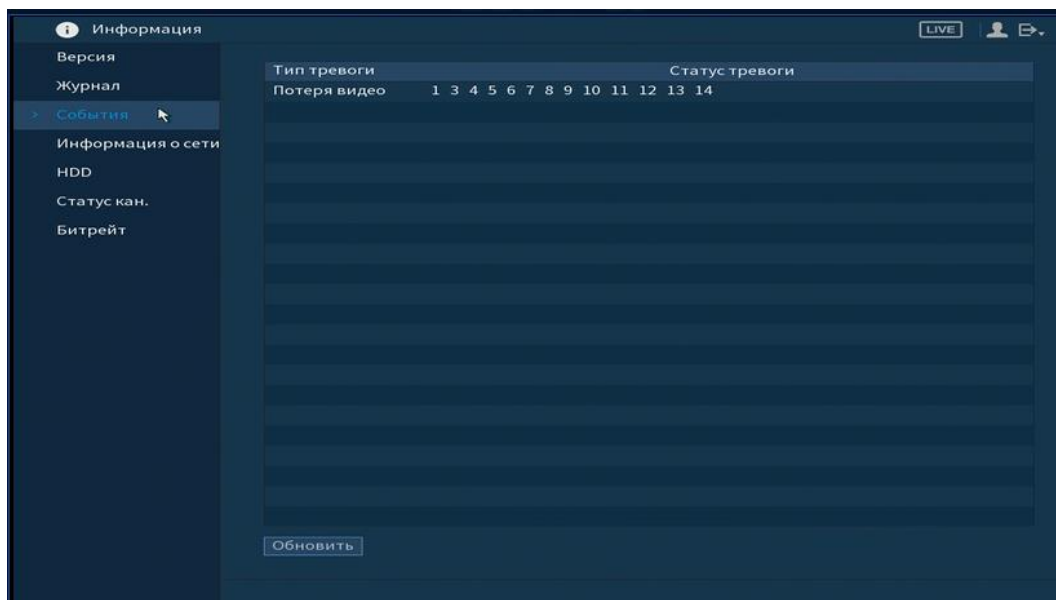 Информация
LIVE
Версия
Журнал
События
Информация о сети
HDD
Статус кан.
Битрейт
Тип тревоги Статус тревоги
Потеря видео 1 3 4 5 6 7 8 9 10 11 12 13 14
Обновить